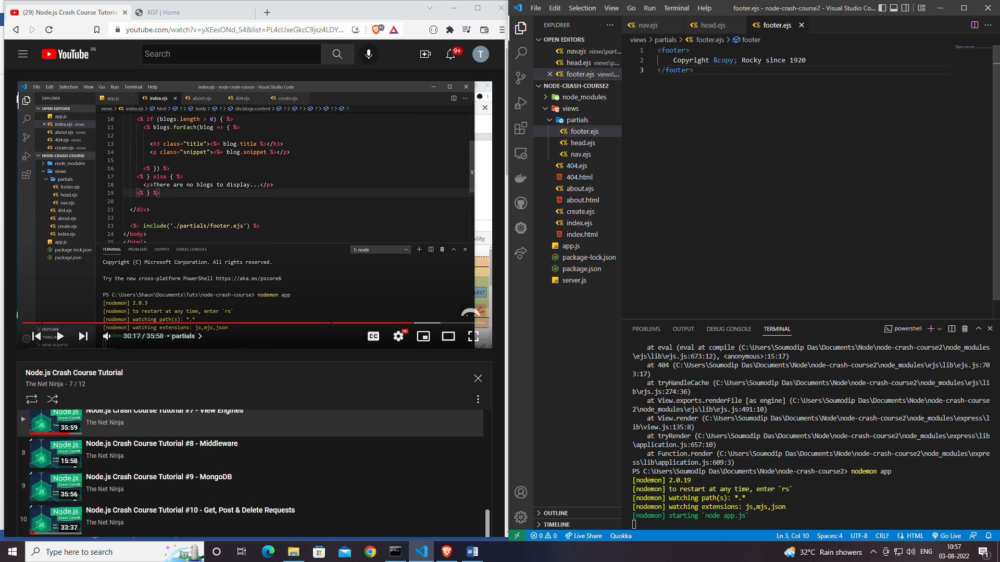 (29) Node.js Crash Course Tutoria
KGF | Home
youtube.com/watch?v=yXEesONd_54&list=PL4cUxeGkcC9jsz4LDY...
43
YouTube IN
Search
9+
T
File Edit Selection View Go Run Terminal Help
index.ejs - node-crash-course - Visual Studio Code
EXPLORER
app.js
index.ejs
about.ejs
404.ejs
create.ejs
OPEN EDITORS
app.js
index.ejs views
about.ejs views
404.ejs views
create.ejs views
NODE-CRASH-COURSE
node_modules
views
partials
footer.ejs
head.ejs
nav.ejs
404.ejs
about.ejs
create.ejs
index.ejs
app.js
package-lock.json
package.json
OUTLINE
TIMELINE
NPM SCRIPTS
views > index.ejs > html > ? > body > ? > div.blogs.content > ? > ? > ? > ? > ?
10 <% if (blogs.length > 0) { %>
11 <% blogs.forEach(blog => { %>
12
13 <h3 class="title"><%= blog.title %></h3>
14 <p class="snippet"><%= blog.snippet %></p>
15
16 <% }) %>
17 <% } else { %>
18 <p>There are no blogs to display...</p>
19 <% } %>
20
21 </div>
22
23 <%- include('./partials/footer.ejs') %>
24 </body>
25 </html>
TERMINAL PROBLEMS OUTPUT DEBUG CONSOLE
1: node
Copyright (C) Microsoft Corporation. All rights reserved.
Try the new cross-platform PowerShell https://aka.ms/pscore6
PS C:\Users\Shaun\Documents\Tuts\node-crash-course> nodemon app
[nodemon] 2.0.3
[nodemon] to restart at any time, enter `rs`
[nodemon] watching path(s): *.*
[nodemon] watching extensions: js,mjs,json
30:17 / 35:58 • partials
CC
HD
Node.js Crash Course Tutorial
The Net Ninja - 7 / 12
Node.js Crash Course Tutorial #7 - View Engines
The Net Ninja
35:59
8
Node.js Crash Course Tutorial #8 - Middleware
The Net Ninja
15:58
9
Node.js Crash Course Tutorial #9 - MongoDB
The Net Ninja
35:56
10
Node.js Crash Course Tutorial #10 - Get, Post & Delete Requests
The Net Ninja
33:37
File Edit Selection View Go Run Terminal Help
footer.ejs - node-crash-course2 - Visual Studio Co...
EXPLORER
nav.ejs
head.ejs
footer.ejs
OPEN EDITORS
nav.ejs views\part...
head.ejs views\p...
footer.ejs views\...
NODE-CRASH-COURSE2
node_modules
views
partials
footer.ejs
head.ejs
nav.ejs
404.ejs
404.html
about.ejs
about.html
create.ejs
index.ejs
index.html
app.js
package-lock.json
package.json
server.js
OUTLINE
TIMELINE
views > partials > footer.ejs > footer
1 <footer>
2 Copyright &copy; Rocky since 1920
3 </footer>
PROBLEMS OUTPUT DEBUG CONSOLE TERMINAL
powershell
at eval (eval at compile (C:\Users\Soumodip Das\Documents\Node\node-crash-course2\node_modules
\ejs\lib\ejs.js:673:12), <anonymous>:15:17)
at 404 (C:\Users\Soumodip Das\Documents\Node\node-crash-course2\node_modules\ejs\lib\ejs.js:70
3:17)
at tryHandleCache (C:\Users\Soumodip Das\Documents\Node\node-crash-course2\node_modules\ejs\li
b\ejs.js:274:36)
at View.exports.renderFile [as engine] (C:\Users\Soumodip Das\Documents\Node\node-crash-course
2\node_modules\ejs\lib\ejs.js:491:10)
at View.render (C:\Users\Soumodip Das\Documents\Node\node-crash-course2\node_modules\express\l
ib\view.js:135:8)
at tryRender (C:\Users\Soumodip Das\Documents\Node\node-crash-course2\node_modules\express\lib
\application.js:657:10)
at Function.render (C:\Users\Soumodip Das\Documents\Node\node-crash-course2\node_modules\expre
ss\lib\application.js:609:3)
PS C:\Users\Soumodip Das\Documents\Node\node-crash-course2> nodemon app
[nodemon] 2.0.19
[nodemon] to restart at any time, enter `rs`
[nodemon] watching path(s): *.*
[nodemon] watching extensions: js,mjs,json
[nodemon] starting `node app.js`
0 0 Live Share Quokka
Ln 3, Col 10 Spaces: 4 UTF-8 CRLF HTML Go Live
Type here to search
32°C Rain showers
ENG
10:57
03-08-2022
1